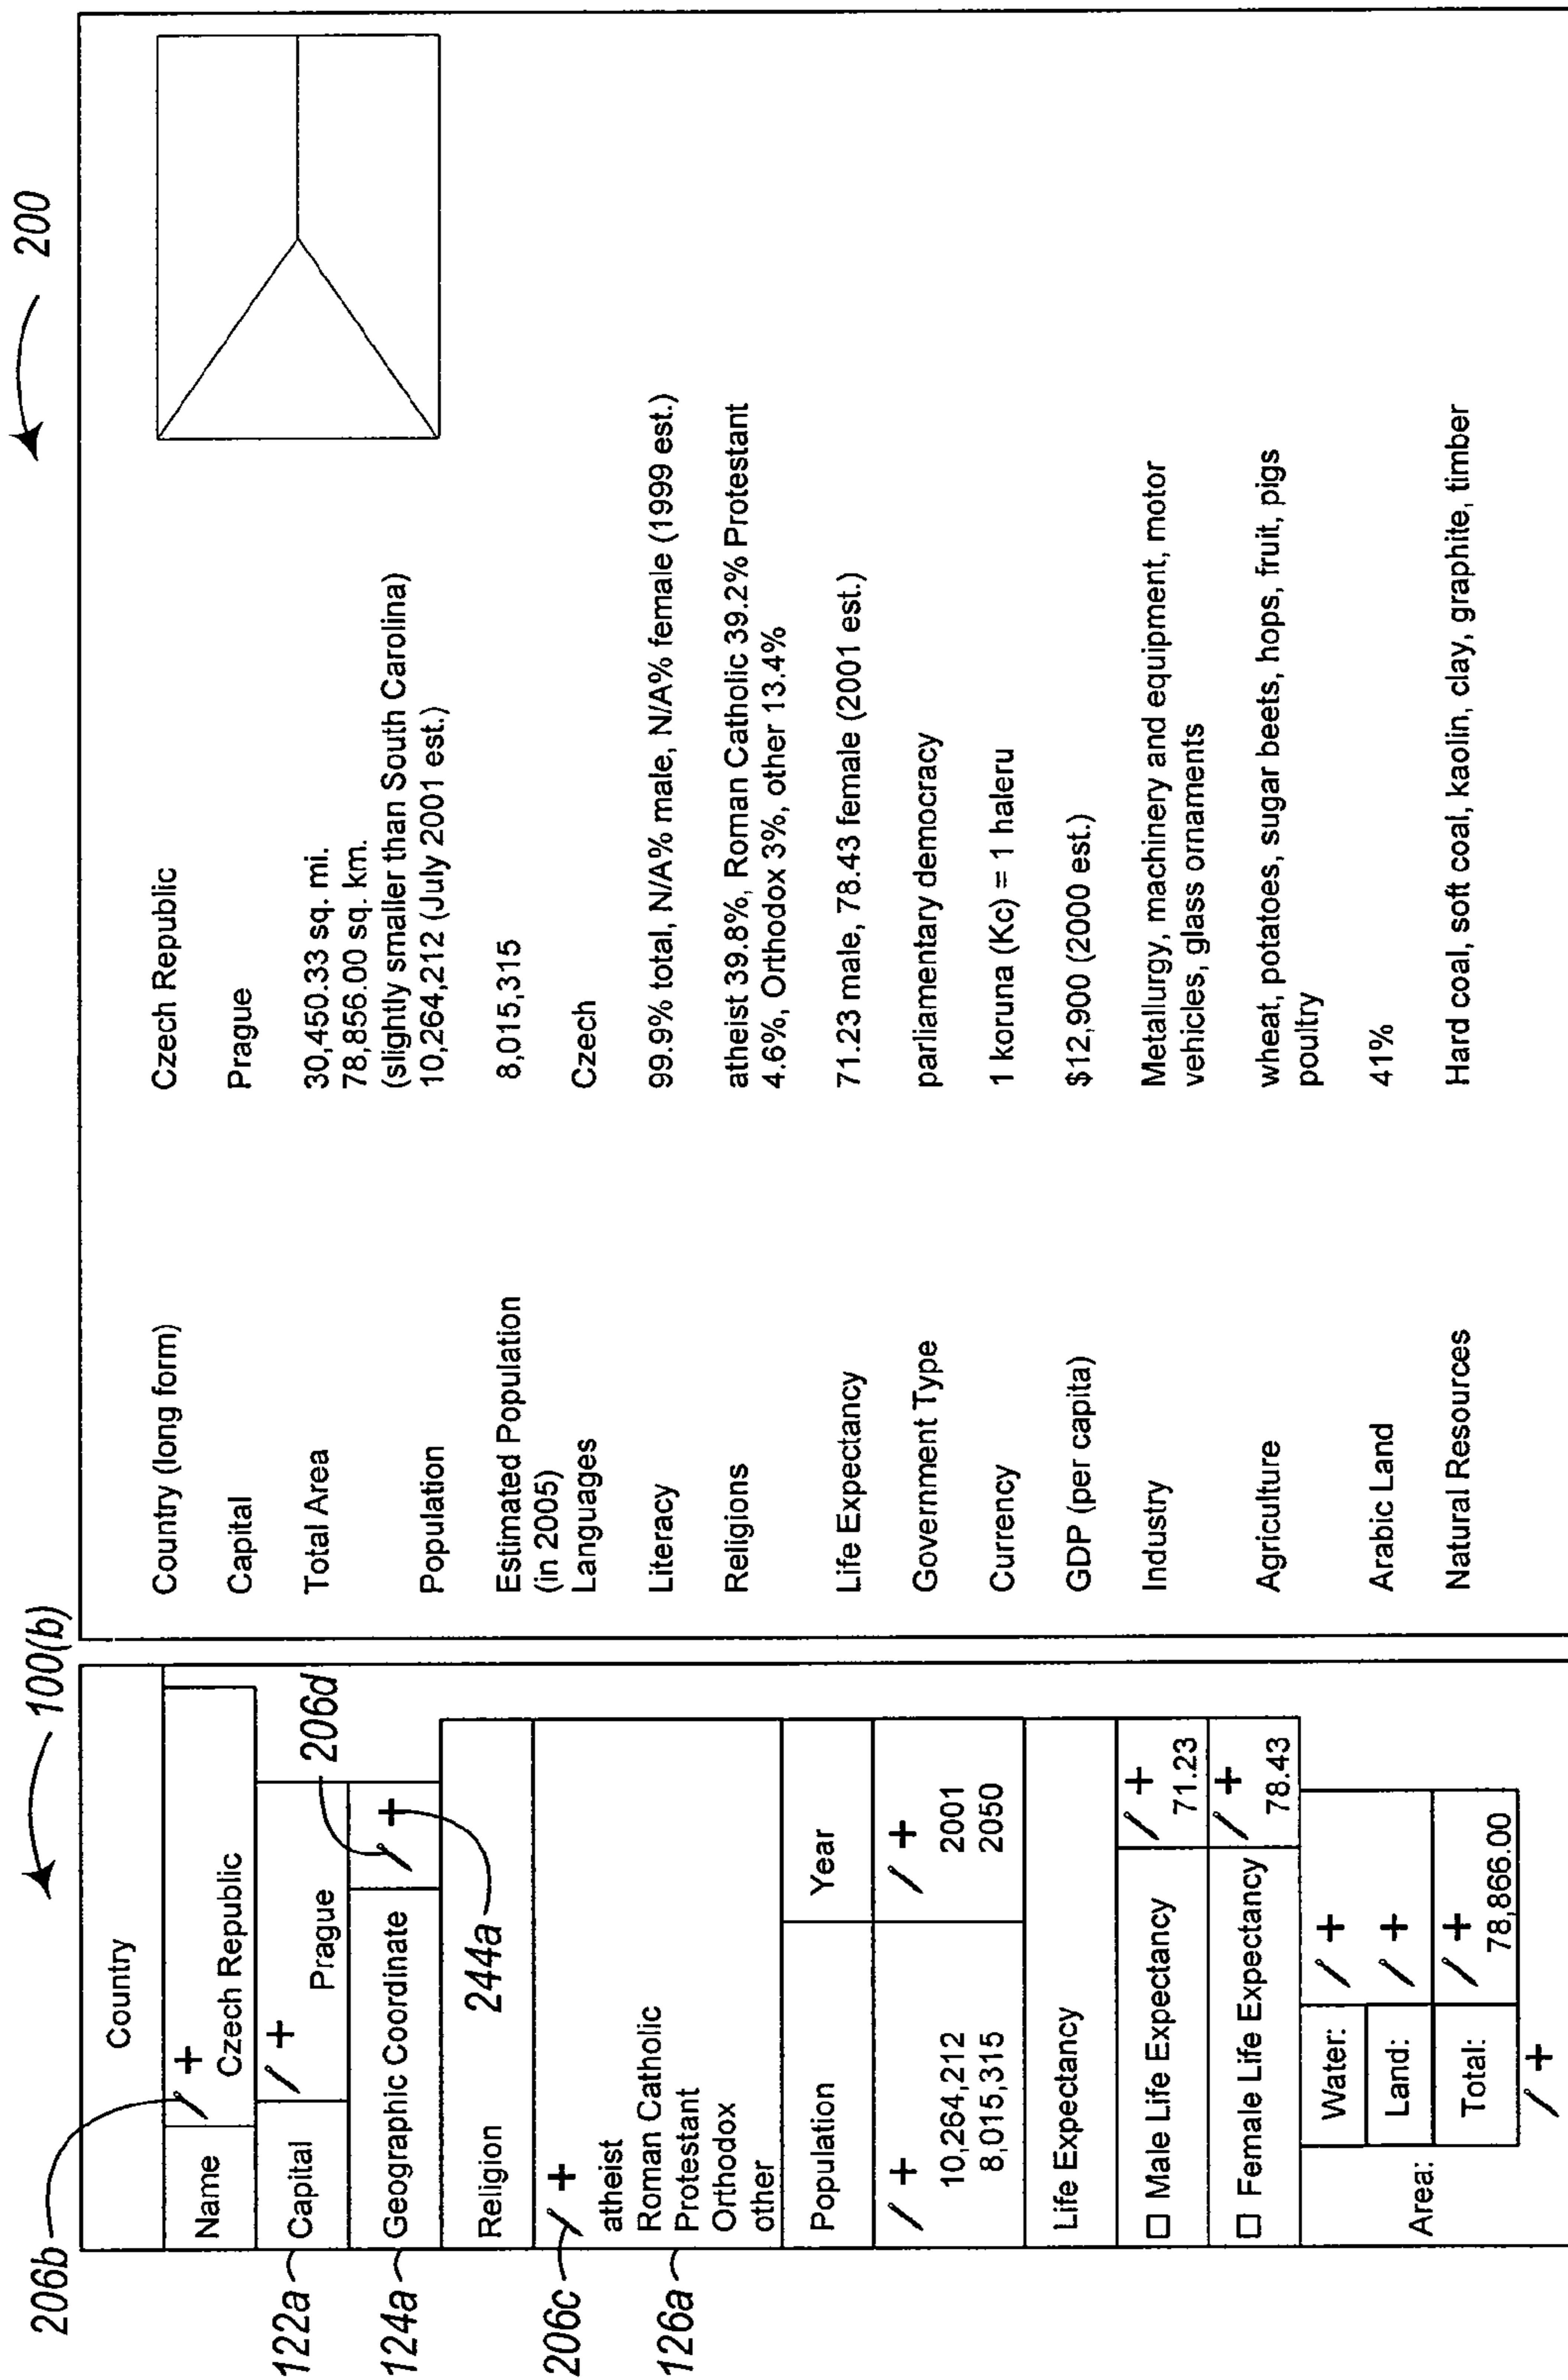 100(b)
200
206b
Country
Name
Czech Republic
122a
Capital
Prague
124a
Geographic Coordinate
206d
244a
Religion
206c
126a
atheist
Roman Catholic
Protestant
Orthodox
other
Population Year
10,264,212 2001
8,015,315 2050
Life Expectancy
Male Life Expectancy 71.23
Female Life Expectancy 78.43
Area:
Water:
Land:
Total: 78,866.00
Country (long form) Czech Republic
Capital Prague
Total Area 30,450.33 sq. mi.
78,856.00 sq. km.
(slightly smaller than South Carolina)
Population 10,264,212 (July 2001 est.)
Estimated Population 8,015,315
(in 2005)
Languages Czech
Literacy 99.9% total, N/A% male, N/A% female (1999 est.)
Religions atheist 39.8%, Roman Catholic 39.2% Protestant
4.6%, Orthodox 3%, other 13.4%
Life Expectancy 71.23 male, 78.43 female (2001 est.)
Government Type parliamentary democracy
Currency 1 koruna (Kc) = 1 haleru
GDP (per capita) $12,900 (2000 est.)
Industry Metallurgy, machinery and equipment, motor
vehicles, glass ornaments
Agriculture wheat, potatoes, sugar beets, hops, fruit, pigs
poultry
Arabic Land 41%
Natural Resources Hard coal, soft coal, kaolin, clay, graphite, timber